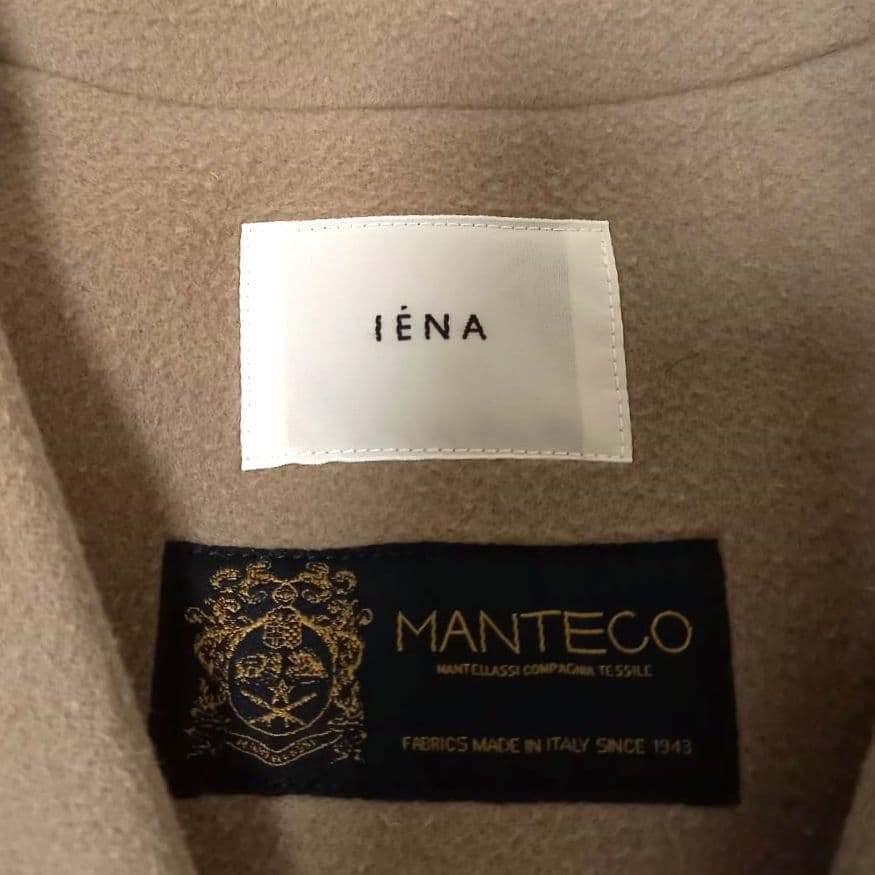 IÉNA
MANTECO
MANTELLASSI COMPAGNIA TESSILE
FABRICS MADE IN ITALY SINCE 1943